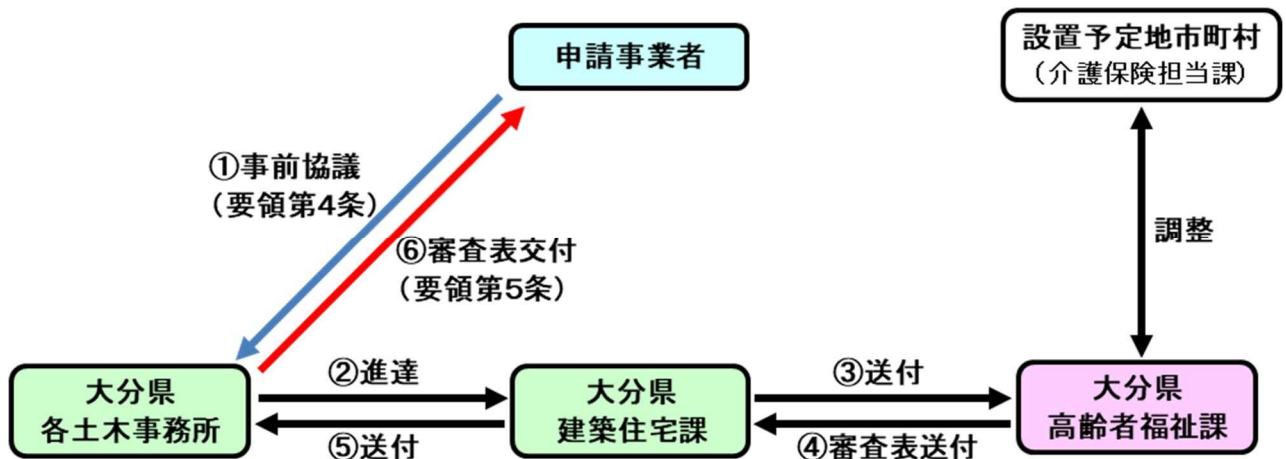 申請事業者
設置予定地市町村
（介護保険担当課）
①事前協議
（要領第4条）
⑥審査表交付
（要領第5条）
調整
大分県
各土木事務所
②進達
⑤送付
大分県
建築住宅課
③送付
④審査表送付
大分県
高齢者福祉課